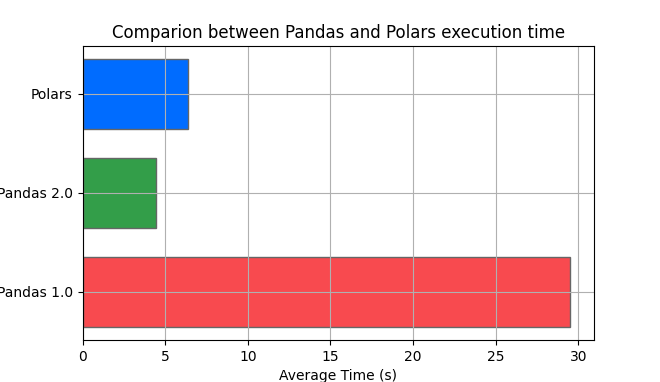 Comparion between Pandas and Polars execution time
Polars
Pandas 2.0
Pandas 1.0
0 5 10 15 20 25 30
Average Time (s)